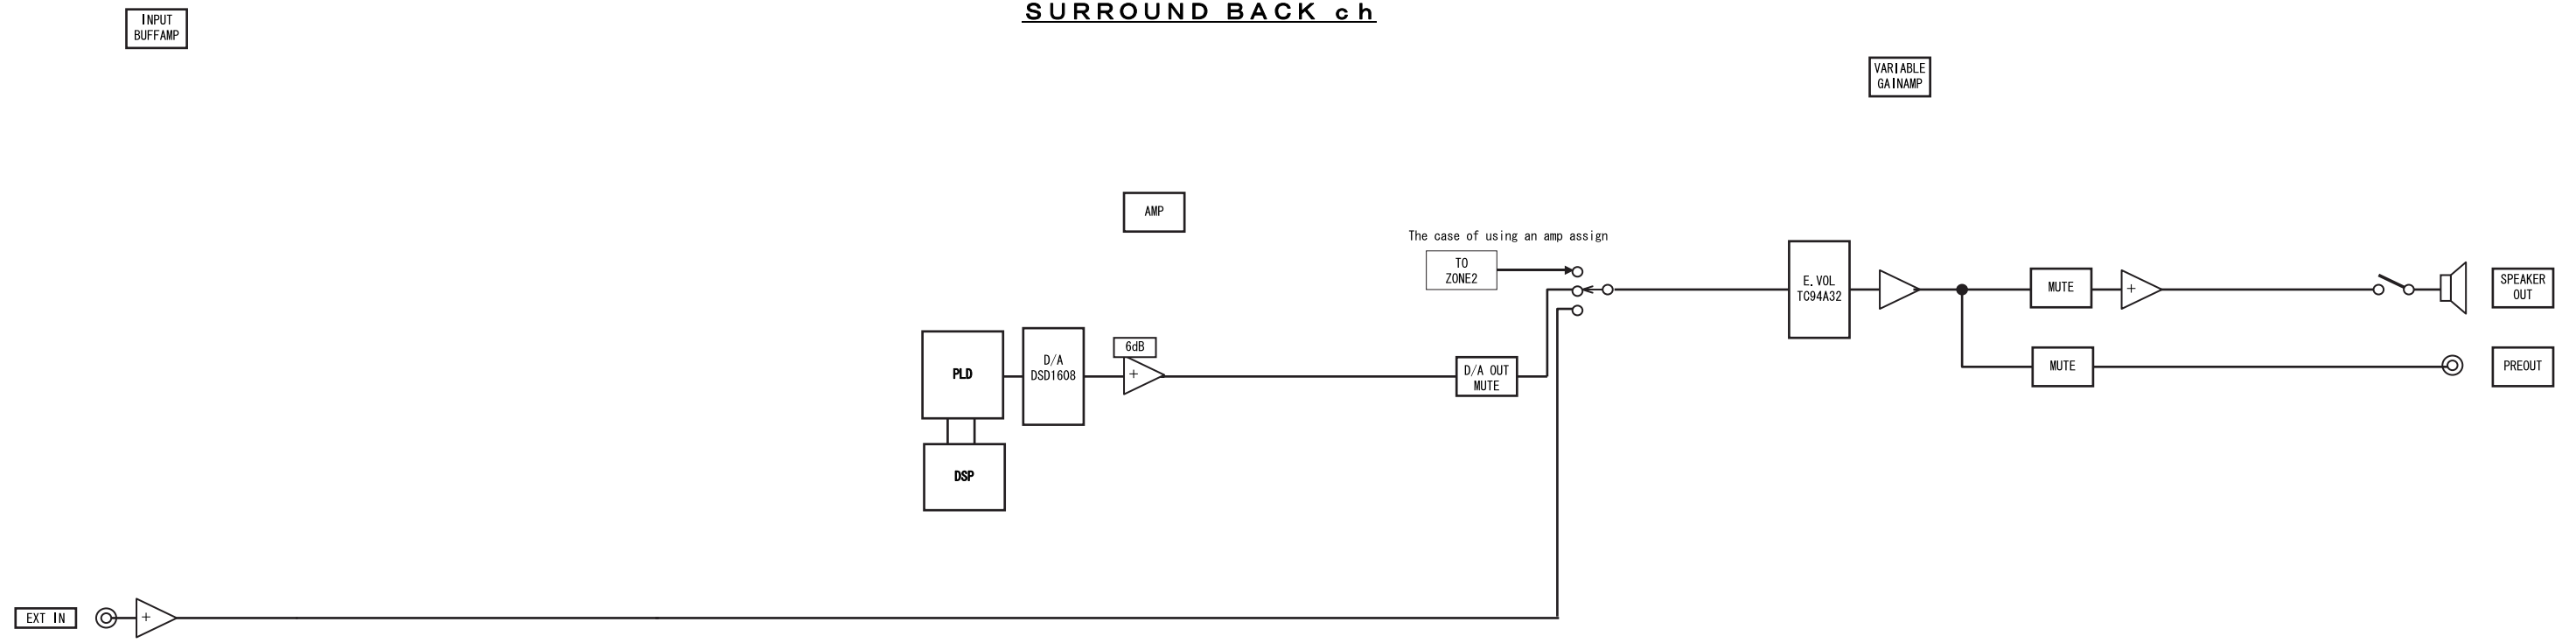 SURROUND BACK ch
INPUT
BUFFAMP
VARIABLE
GAINAMP
AMP
The case of using an amp assign
TO
ZONE2
E.VOL
TC94A32
MUTE
+
SPEAKER
OUT
PLD
D/A
DSD1608
6dB
+
D/A OUT
MUTE
MUTE
PREOUT
DSP
EXT IN
+